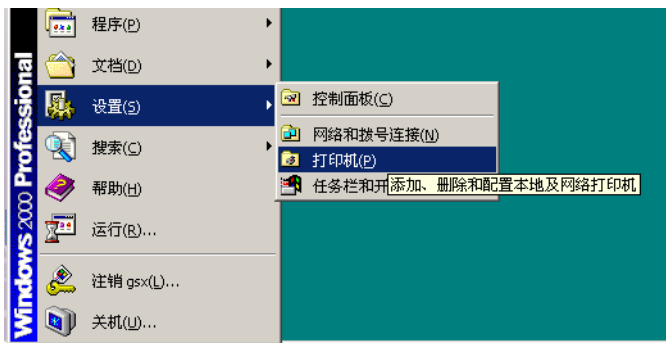 Windows 2000 Professional
程序(P)
文档(D)
设置(S)
搜索(C)
帮助(H)
运行(R)...
注销 gsx(L)...
关机(U)...
控制面板(C)
网络和拨号连接(N)
打印机(P)
任务栏和开
添加、删除和配置本地及网络打印机